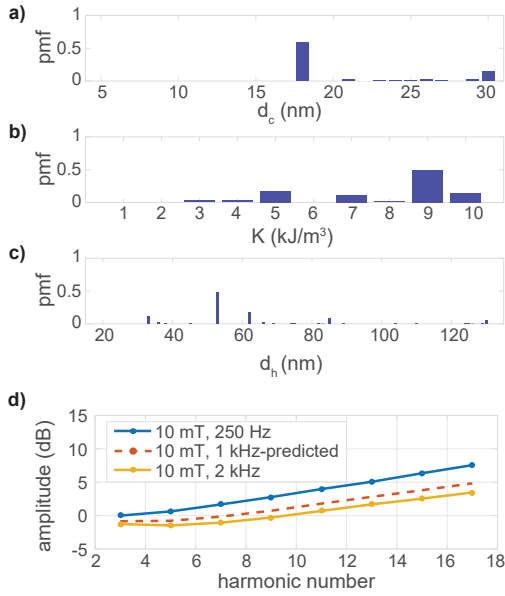 a)
1
0.5
0
pmf
5 10 15 20 25 30
d_c (nm)
b)
1
0.5
0
pmf
1 2 3 4 5 6 7 8 9 10
K (kJ/m³)
c)
1
0.5
0
pmf
20 40 60 80 100 120
d_h (nm)
d)
15
10
5
0
-5
amplitude (dB)
10 mT, 250 Hz
10 mT, 1 kHz-predicted
10 mT, 2 kHz
2 4 6 8 10 12 14 16 18
harmonic number